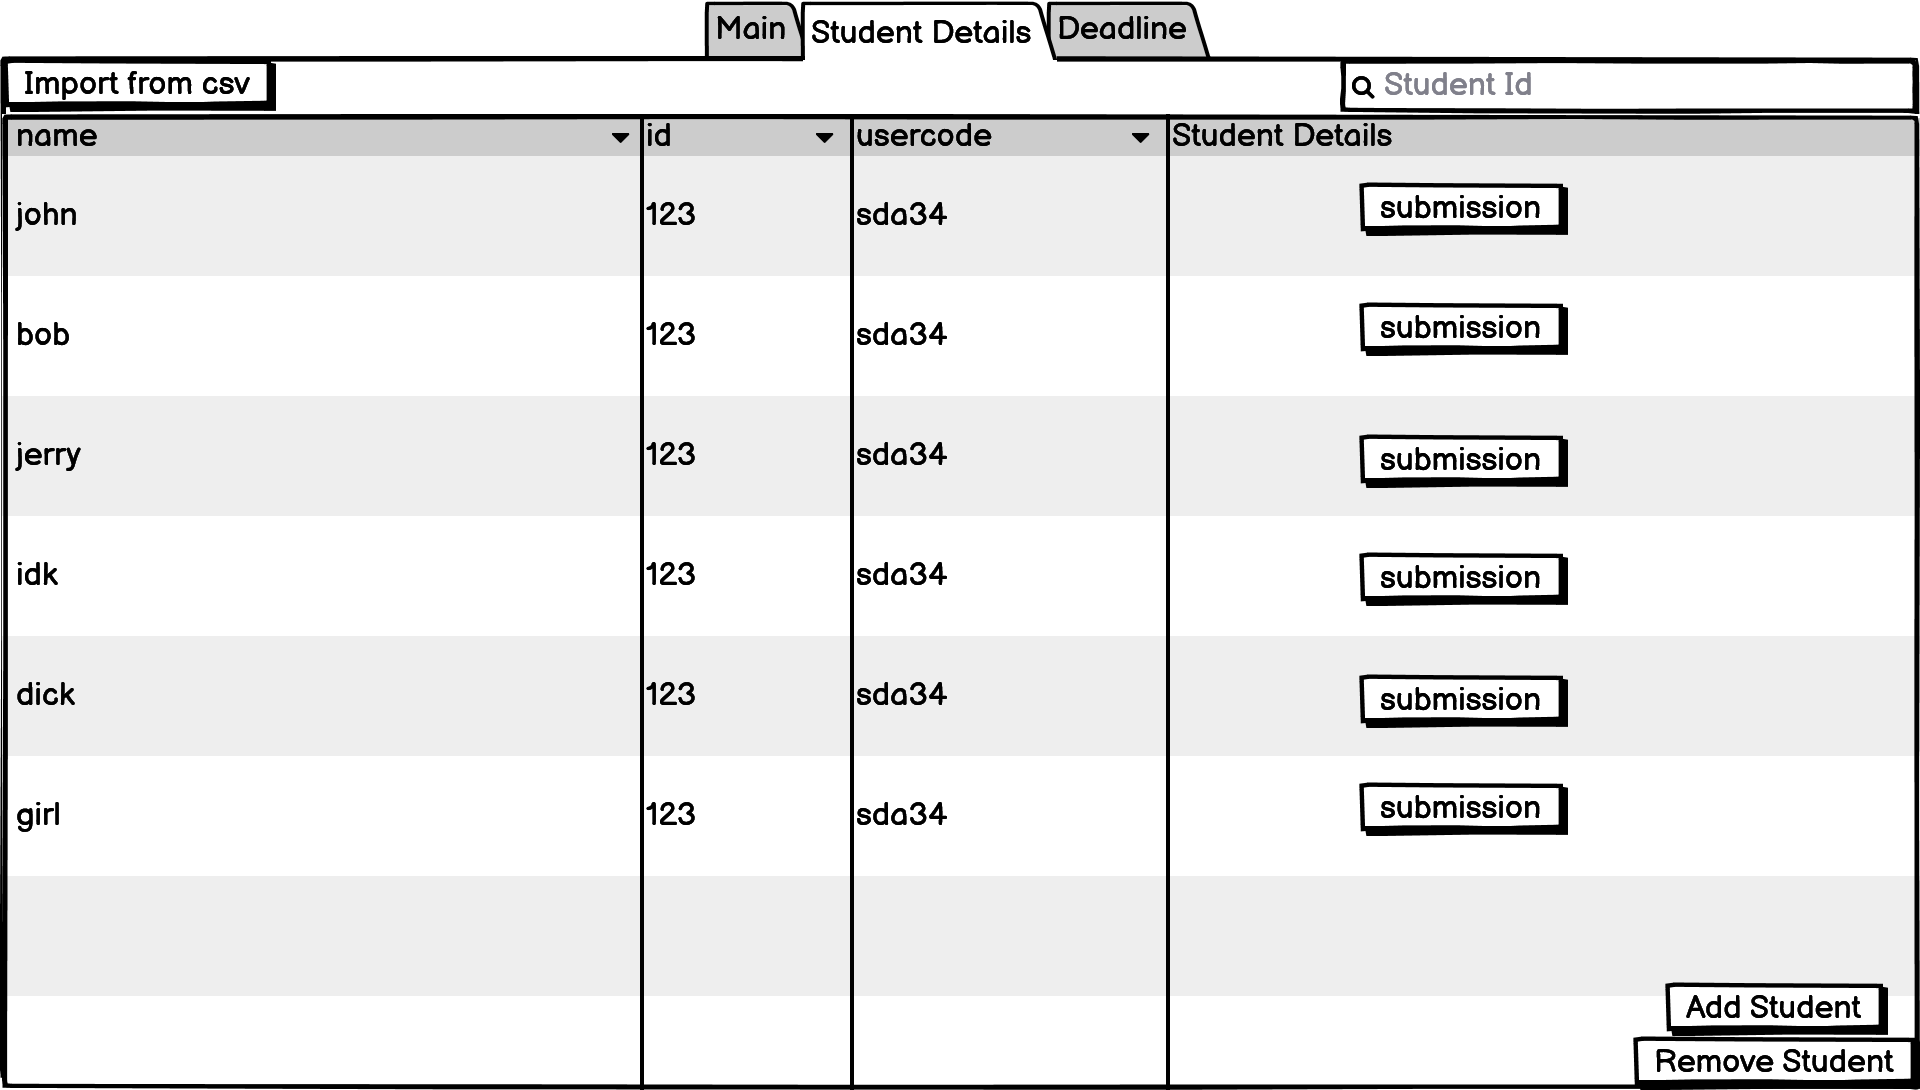 Main Student Details Deadline
Import from csv Student Id
name id usercode Student Details
john 123 sda34 submission
bob 123 sda34 submission
jerry 123 sda34 submission
idk 123 sda34 submission
dick 123 sda34 submission
girl 123 sda34 submission
Add Student
Remove Student